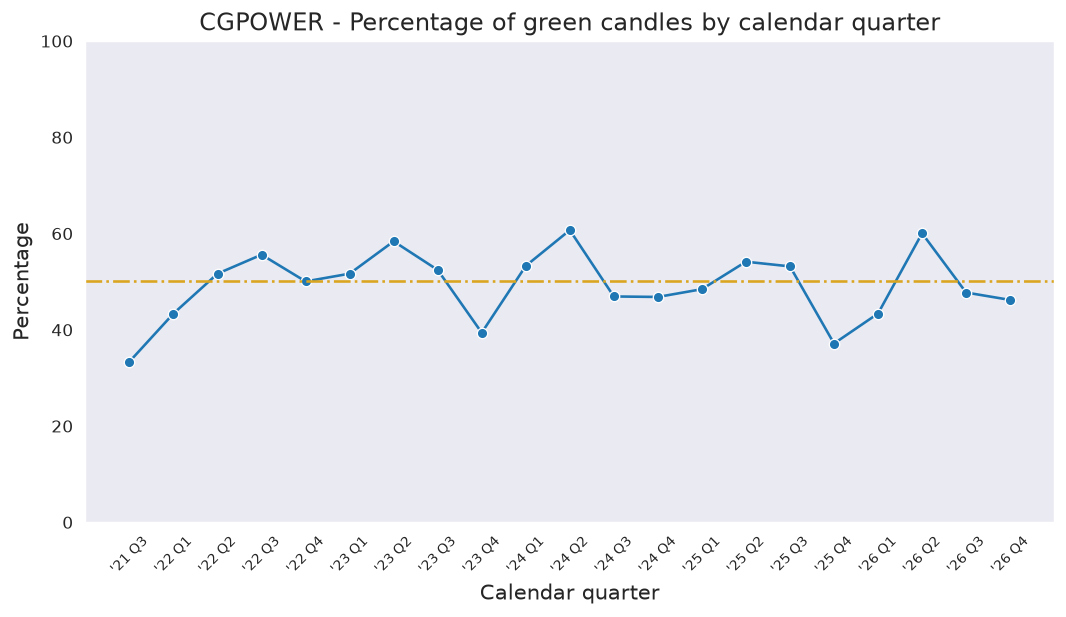 CGPOWER - Percentage of green candles by calendar quarter
Percentage
100
80
60
40
20
0
'21 Q3
'22 Q1
'22 Q2
'22 Q3
'22 Q4
'23 Q1
'23 Q2
'23 Q3
'23 Q4
'24 Q1
'24 Q2
'24 Q3
'24 Q4
'25 Q1
'25 Q2
'25 Q3
'25 Q4
'26 Q1
'26 Q2
'26 Q3
'26 Q4
Calendar quarter